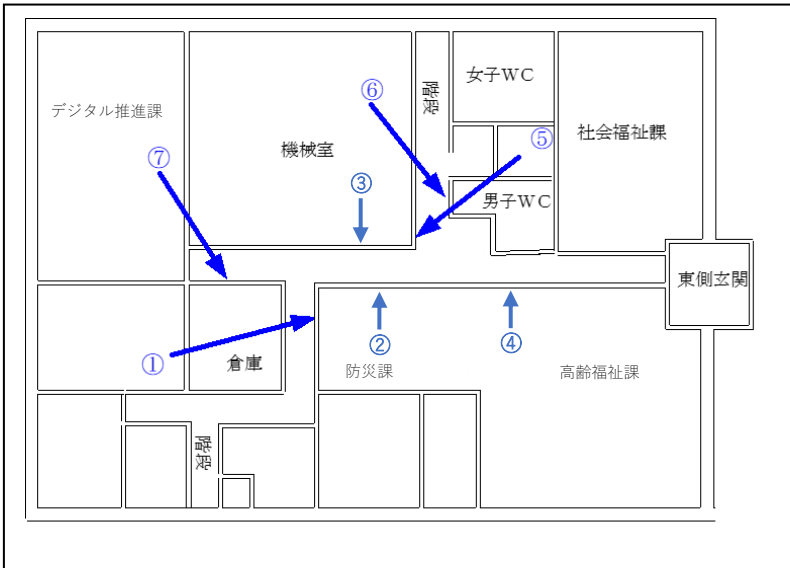 女子WC
階段
⑥
デジタル推進課
社会福祉課
⑤
機械室
⑦
③
男子WC
東側玄関
②
④
①
倉庫
防災課
高齢福祉課
階段